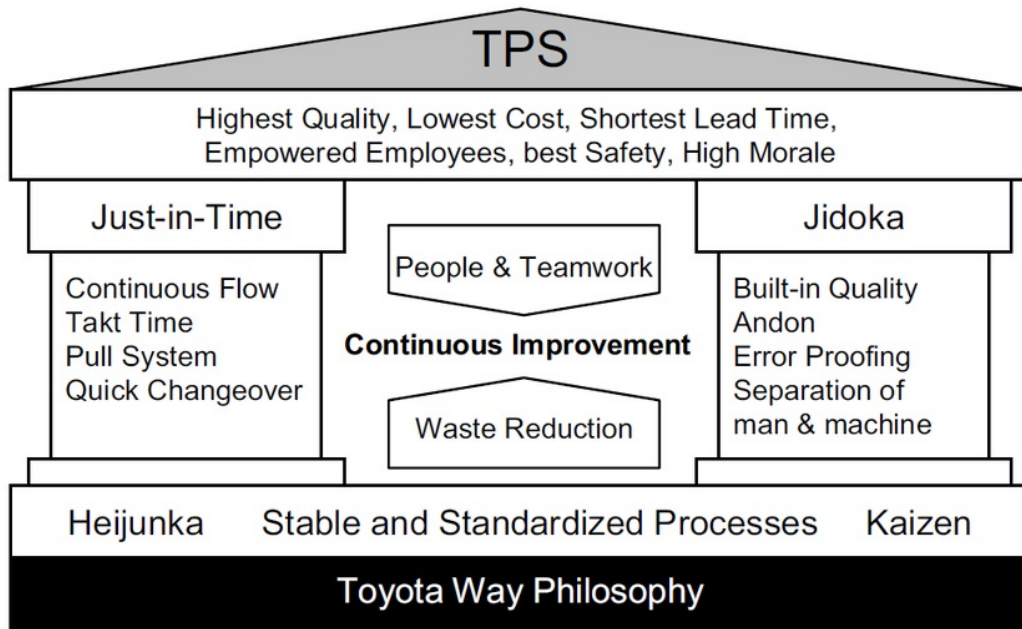 TPS
Highest Quality, Lowest Cost, Shortest Lead Time,
Empowered Employees, best Safety, High Morale
Just-in-Time
Continuous Flow
Takt Time
Pull System
Quick Changeover
People & Teamwork
Continuous Improvement
Waste Reduction
Jidoka
Built-in Quality
Andon
Error Proofing
Separation of
man & machine
Heijunka Stable and Standardized Processes Kaizen
Toyota Way Philosophy